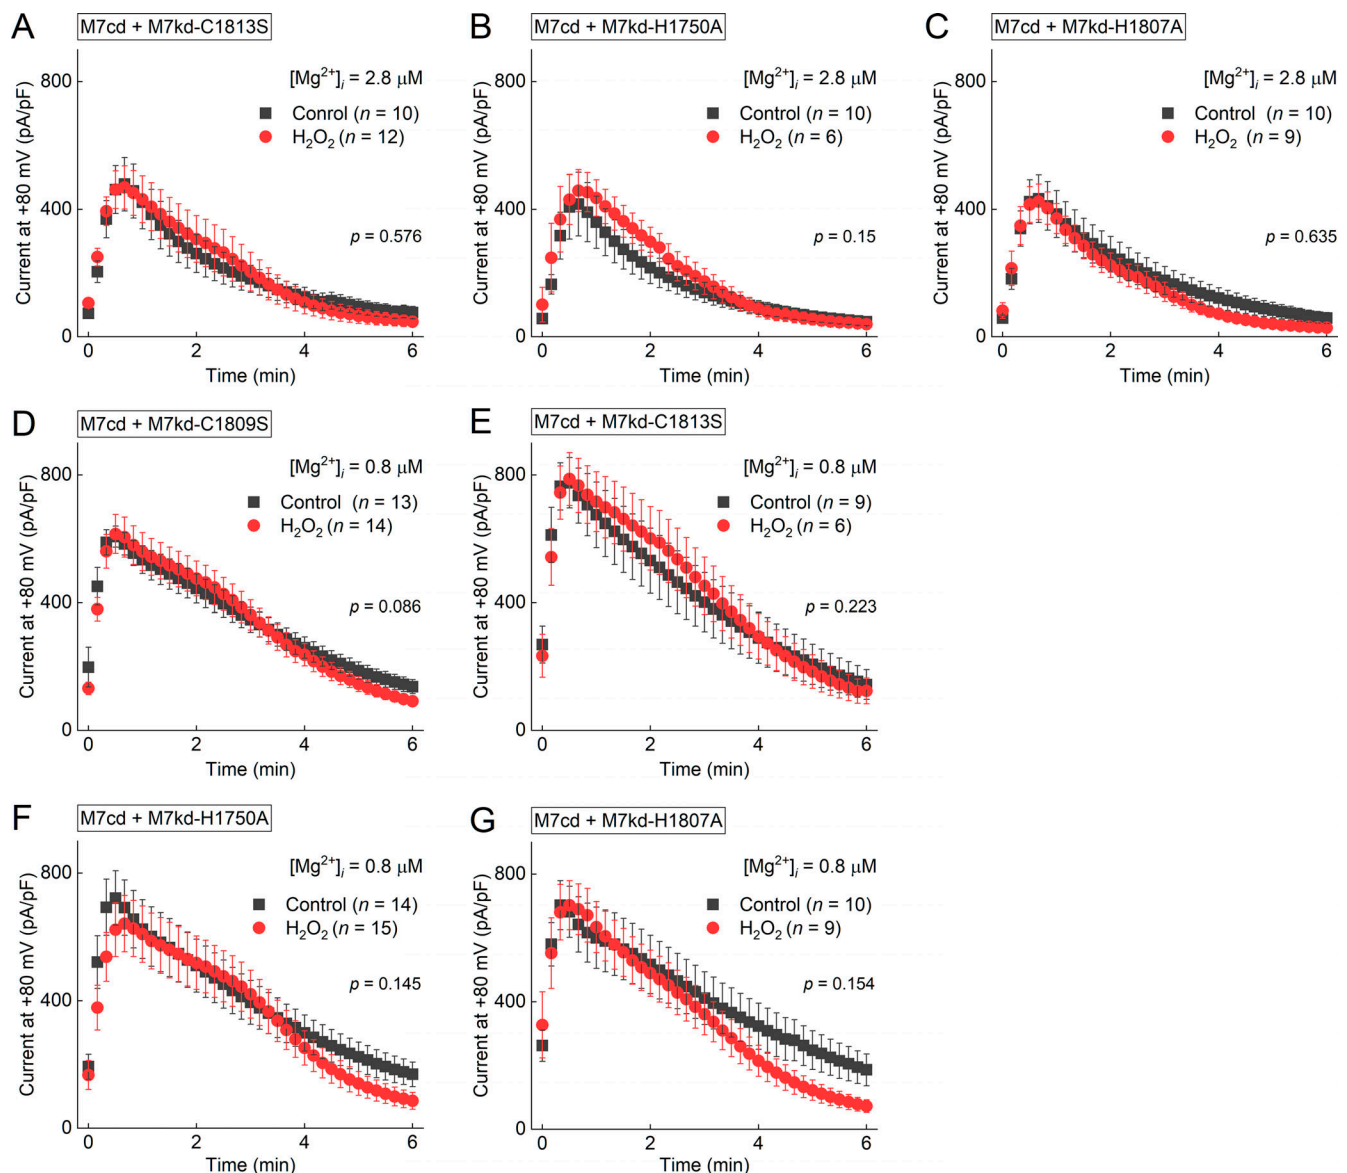 A
M7cd + M7kd-C1813S
[Mg2+]i = 2.8 μM
Conrol (n = 10)
H2O2 (n = 12)
p = 0.576
Current at +80 mV (pA/pF)
800
400
0
0 2 4 6
Time (min)
B
M7cd + M7kd-H1750A
[Mg2+]i = 2.8 μM
Control (n = 10)
H2O2 (n = 6)
p = 0.15
Current at +80 mV (pA/pF)
800
400
0
0 2 4 6
Time (min)
C
M7cd + M7kd-H1807A
[Mg2+]i = 2.8 μM
Control (n = 10)
H2O2 (n = 9)
p = 0.635
Current at +80 mV (pA/pF)
800
400
0
0 2 4 6
Time (min)
D
M7cd + M7kd-C1809S
[Mg2+]i = 0.8 μM
Control (n = 13)
H2O2 (n = 14)
p = 0.086
Current at +80 mV (pA/pF)
800
400
0
0 2 4 6
Time (min)
E
M7cd + M7kd-C1813S
[Mg2+]i = 0.8 μM
Control (n = 9)
H2O2 (n = 6)
p = 0.223
Current at +80 mV (pA/pF)
800
400
0
0 2 4 6
Time (min)
F
M7cd + M7kd-H1750A
[Mg2+]i = 0.8 μM
Control (n = 14)
H2O2 (n = 15)
p = 0.145
Current at +80 mV (pA/pF)
800
400
0
0 2 4 6
Time (min)
G
M7cd + M7kd-H1807A
[Mg2+]i = 0.8 μM
Control (n = 10)
H2O2 (n = 9)
p = 0.154
Current at +80 mV (pA/pF)
800
400
0
0 2 4 6
Time (min)